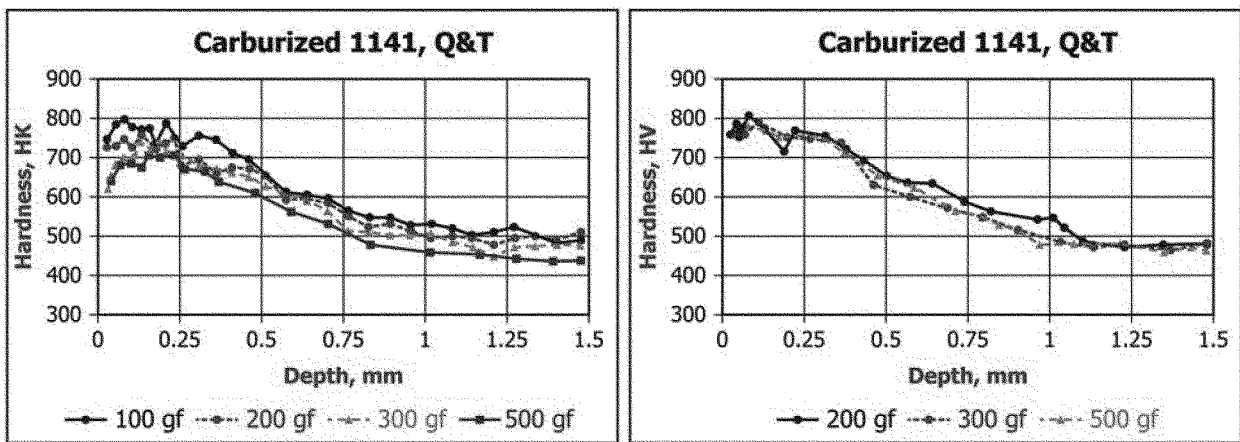 Carburized 1141, Q&T
Hardness, HK
900
800
700
600
500
400
300
0 0.25 0.5 0.75 1 1.25 1.5
Depth, mm
100 gf 200 gf 300 gf 500 gf
Carburized 1141, Q&T
Hardness, HV
900
800
700
600
500
400
300
0 0.25 0.5 0.75 1 1.25 1.5
Depth, mm
200 gf 300 gf 500 gf